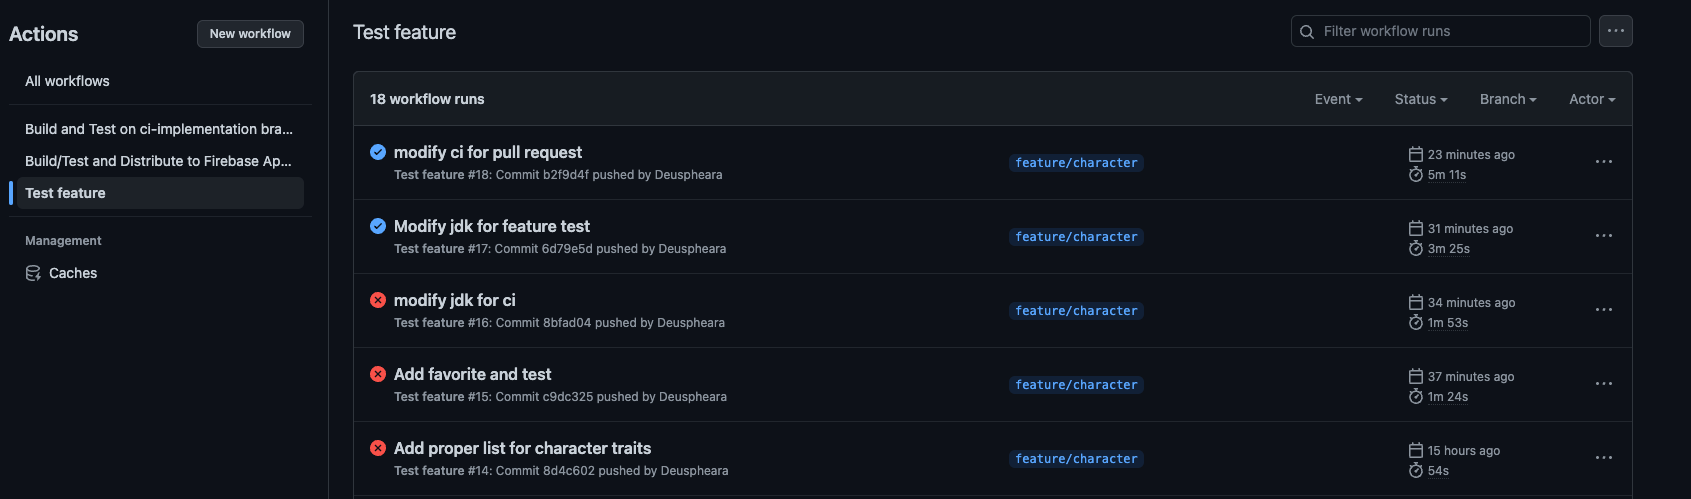 Actions
New workflow
All workflows
Build and Test on ci-implementation bra...
Build/Test and Distribute to Firebase Ap...
Test feature
Management
Caches
Test feature
Filter workflow runs
18 workflow runs
Event
Status
Branch
Actor
modify ci for pull request
Test feature #18: Commit b2f9d4f pushed by Deuspheara
feature/character
23 minutes ago
5m 11s
Modify jdk for feature test
Test feature #17: Commit 6d79e5d pushed by Deuspheara
feature/character
31 minutes ago
3m 25s
modify jdk for ci
Test feature #16: Commit 8bfad04 pushed by Deuspheara
feature/character
34 minutes ago
1m 53s
Add favorite and test
Test feature #15: Commit c9dc325 pushed by Deuspheara
feature/character
37 minutes ago
1m 24s
Add proper list for character traits
Test feature #14: Commit 8d4c602 pushed by Deuspheara
feature/character
15 hours ago
54s